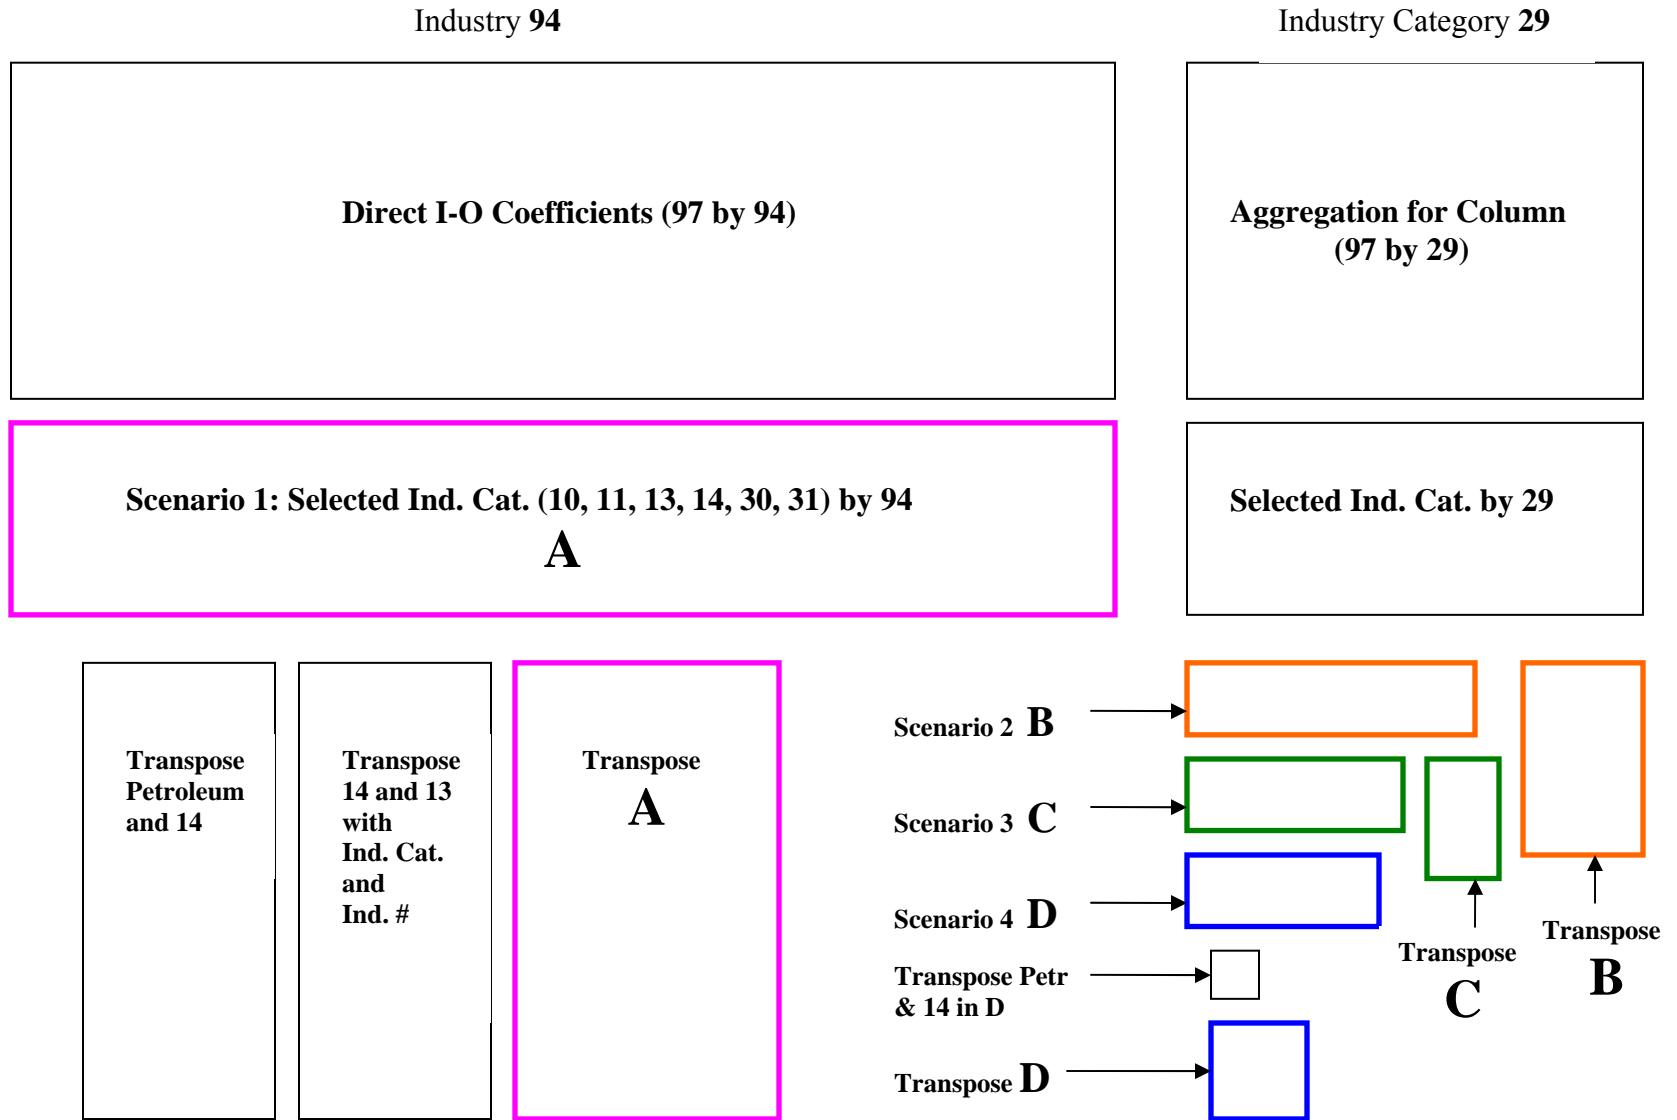 Industry 94
Industry Category 29
Direct I-O Coefficients (97 by 94)
Aggregation for Column
(97 by 29)
Scenario 1: Selected Ind. Cat. (10, 11, 13, 14, 30, 31) by 94
A
Selected Ind. Cat. by 29
Transpose
Petroleum
and 14
Transpose
14 and 13
with
Ind. Cat.
and
Ind. #
Transpose
A
Scenario 2 B
Scenario 3 C
Scenario 4 D
Transpose Petr
& 14 in D
Transpose D
Transpose
C
Transpose
B